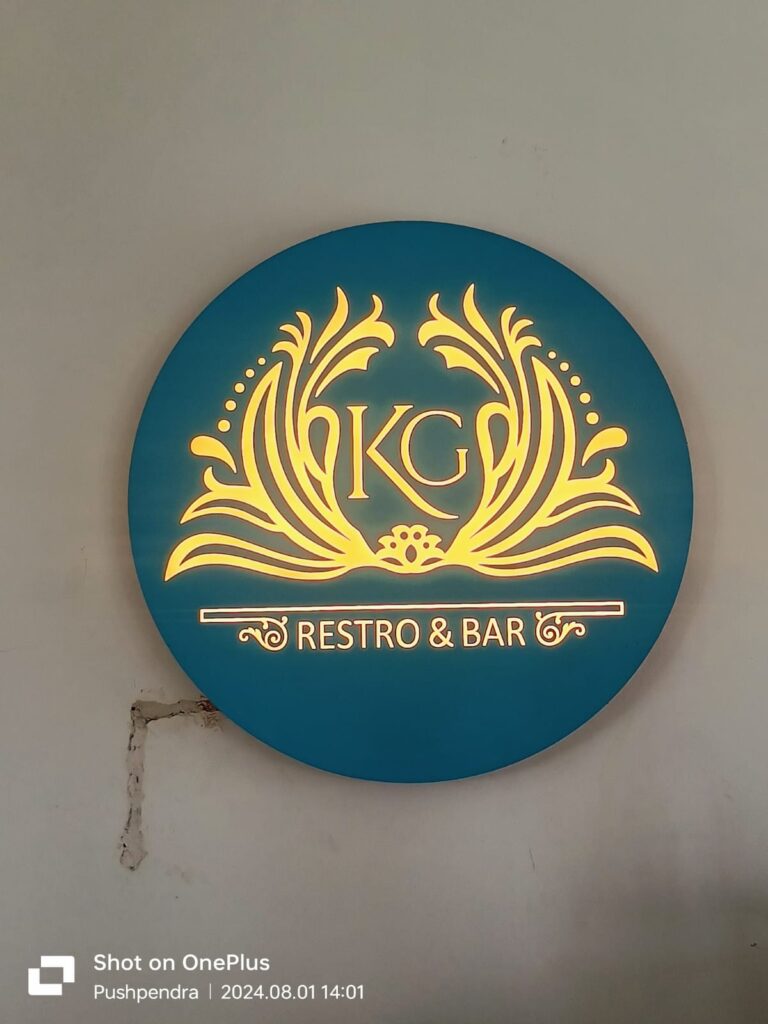 KG
RESTRO & BAR
Shot on OnePlus
Pushpendra | 2024.08.01 14:01